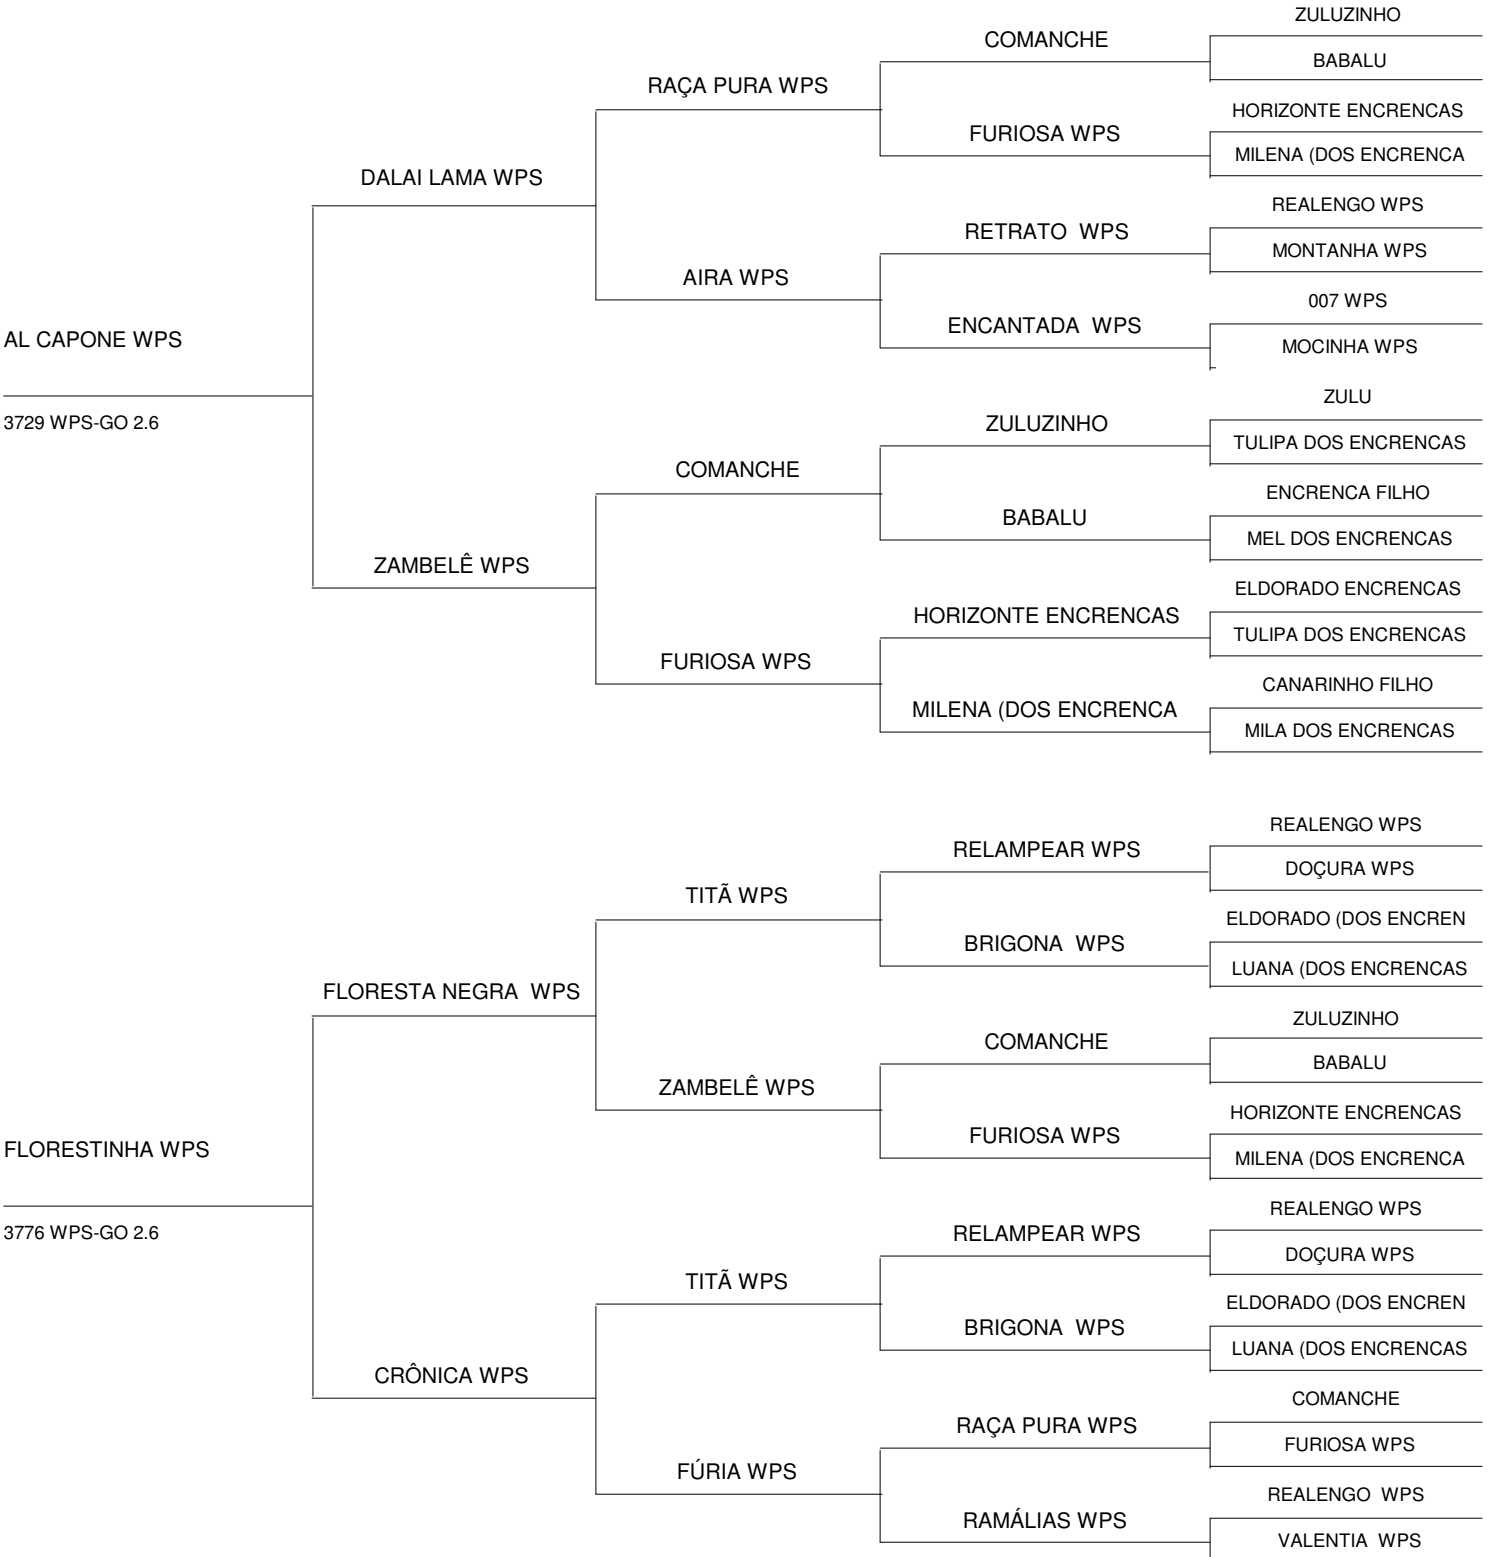 ZULUZINHO
COMANCHE
BABALU
RAÇA PURA WPS
HORIZONTE ENCRENCAS
FURIOSA WPS
MILENA (DOS ENCRENCA
DALAI LAMA WPS
REALENGO WPS
RETRATO  WPS
MONTANHA WPS
AIRA WPS
007 WPS
ENCANTADA  WPS
MOCINHA WPS
AL CAPONE WPS
3729 WPS-GO 2.6
ZULU
ZULUZINHO
TULIPA DOS ENCRENCAS
COMANCHE
ENCRENCA FILHO
BABALU
MEL DOS ENCRENCAS
ZAMBELÊ WPS
ELDORADO ENCRENCAS
HORIZONTE ENCRENCAS
TULIPA DOS ENCRENCAS
FURIOSA WPS
CANARINHO FILHO
MILENA (DOS ENCRENCA
MILA DOS ENCRENCAS
REALENGO WPS
RELAMPEAR WPS
DOÇURA WPS
TITÃ WPS
ELDORADO (DOS ENCREN
BRIGONA  WPS
LUANA (DOS ENCRENCAS
FLORESTA NEGRA  WPS
ZULUZINHO
COMANCHE
BABALU
ZAMBELÊ WPS
HORIZONTE ENCRENCAS
FURIOSA WPS
MILENA (DOS ENCRENCA
FLORESTINHA WPS
3776 WPS-GO 2.6
REALENGO WPS
RELAMPEAR WPS
DOÇURA WPS
TITÃ WPS
ELDORADO (DOS ENCREN
BRIGONA  WPS
LUANA (DOS ENCRENCAS
CRÔNICA WPS
COMANCHE
RAÇA PURA WPS
FURIOSA WPS
FÚRIA WPS
REALENGO  WPS
RAMÁLIAS WPS
VALENTIA  WPS